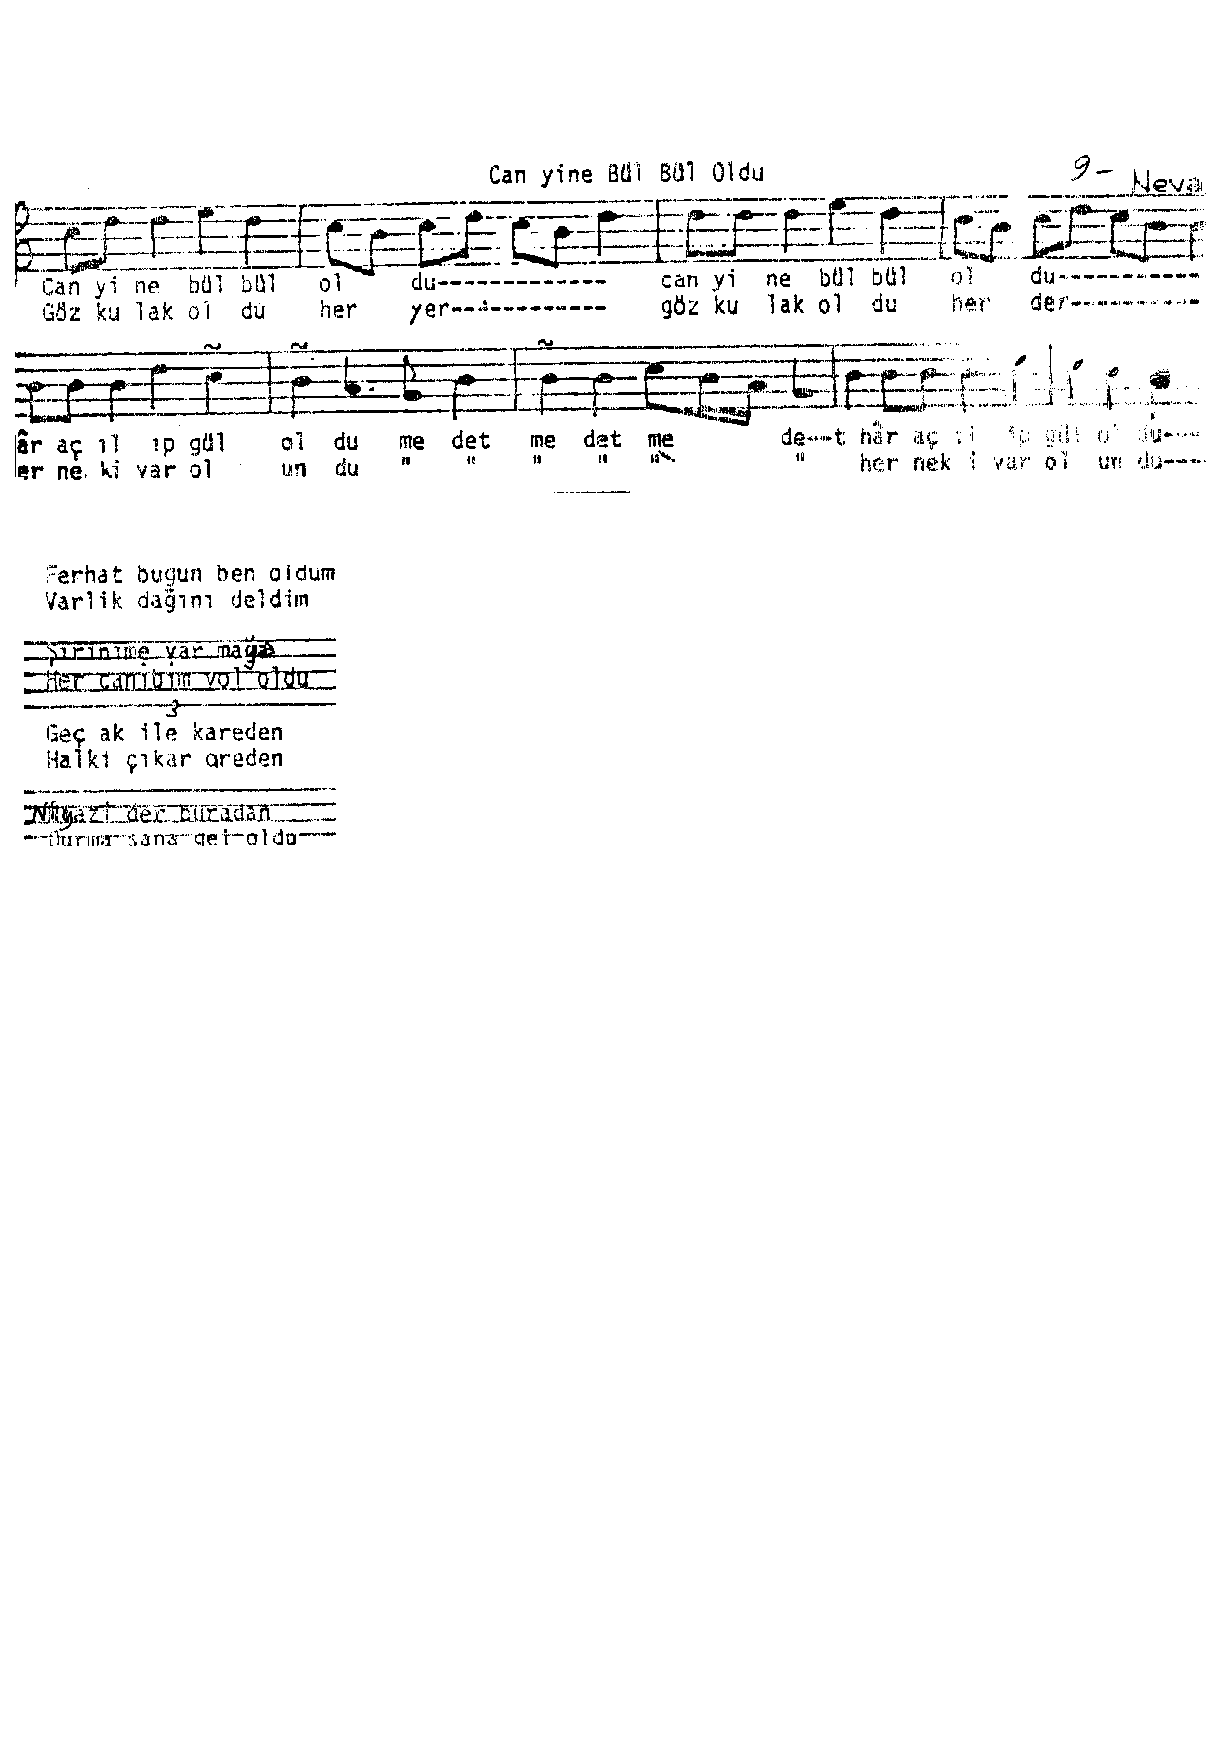 Can yine Bül Bül Oldu
9- Neva
Can yi ne bül bül ol du------------- can yi ne bül bül ol du-----------
Göz ku lak ol du her yer------------ göz ku lak ol du her der----------
âr aç ıl ıp gül ol du me det me det me de---t hâr aç ıl ıp gül ol du----
er ne ki var ol un du " " " " " " her nek i var ol un du----
Ferhat bugun ben oldum
Varlik dağını deldim
Şirinime var mağa
Her canibim yol oldu
3
Geç ak ile kareden
Halki çıkar areden
Niyazi der buradan
Durma sana gel oldu